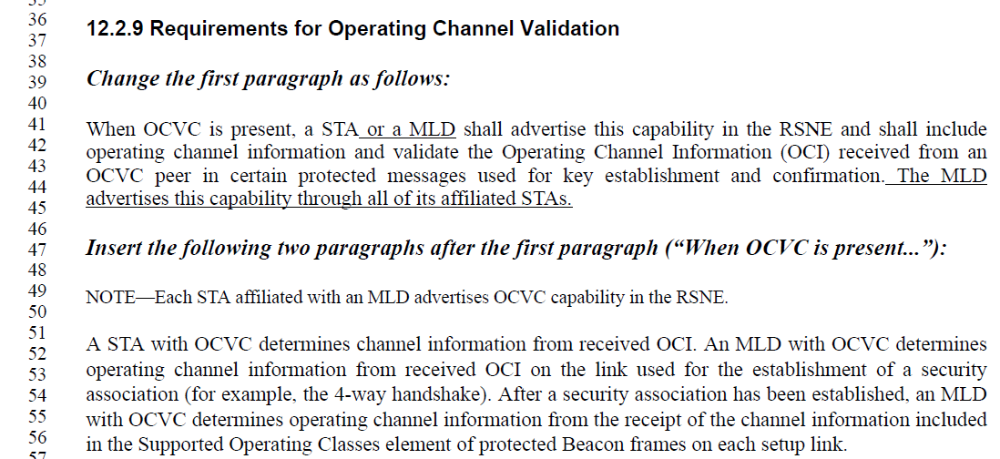 35
36
12.2.9 Requirements for Operating Channel Validation
37
38
39
Change the first paragraph as follows:
40
41
When OCVC is present, a STA or a MLD shall advertise this capability in the RSNE and shall include
42
operating channel information and validate the Operating Channel Information (OCI) received from an
43
OCVC peer in certain protected messages used for key establishment and confirmation. The MLD
44
advertises this capability through all of its affiliated STAs.
45
46
47
Insert the following two paragraphs after the first paragraph (“When OCVC is present...”):
48
49
NOTE—Each STA affiliated with an MLD advertises OCVC capability in the RSNE.
50
51
A STA with OCVC determines channel information from received OCI. An MLD with OCVC determines
52
operating channel information from received OCI on the link used for the establishment of a security
53
association (for example, the 4-way handshake). After a security association has been established, an MLD
54
with OCVC determines operating channel information from the receipt of the channel information included
55
in the Supported Operating Classes element of protected Beacon frames on each setup link.
56
57